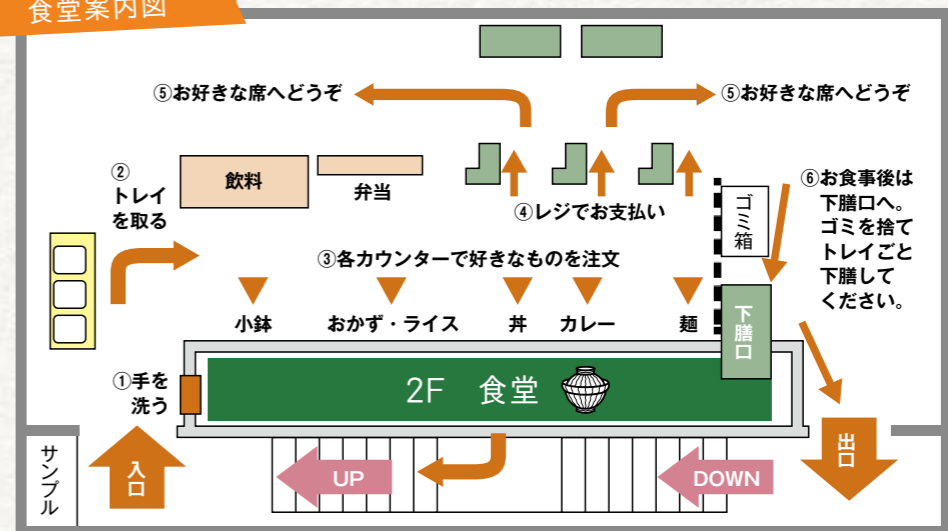 食堂案内図
⑤お好きな席へどうぞ
⑤お好きな席へどうぞ
②
トレイ
を取る
飲料
弁当
④レジでお支払い
ゴミ箱
⑥お食事後は
下膳口へ。
ゴミを捨て
トレイごと
下膳して
ください。
③各カウンターで好きなものを注文
小鉢
おかず・ライス
丼
カレー
麺
下膳口
①手を
洗う
2F 食堂
サンプル
入口
UP
DOWN
出口